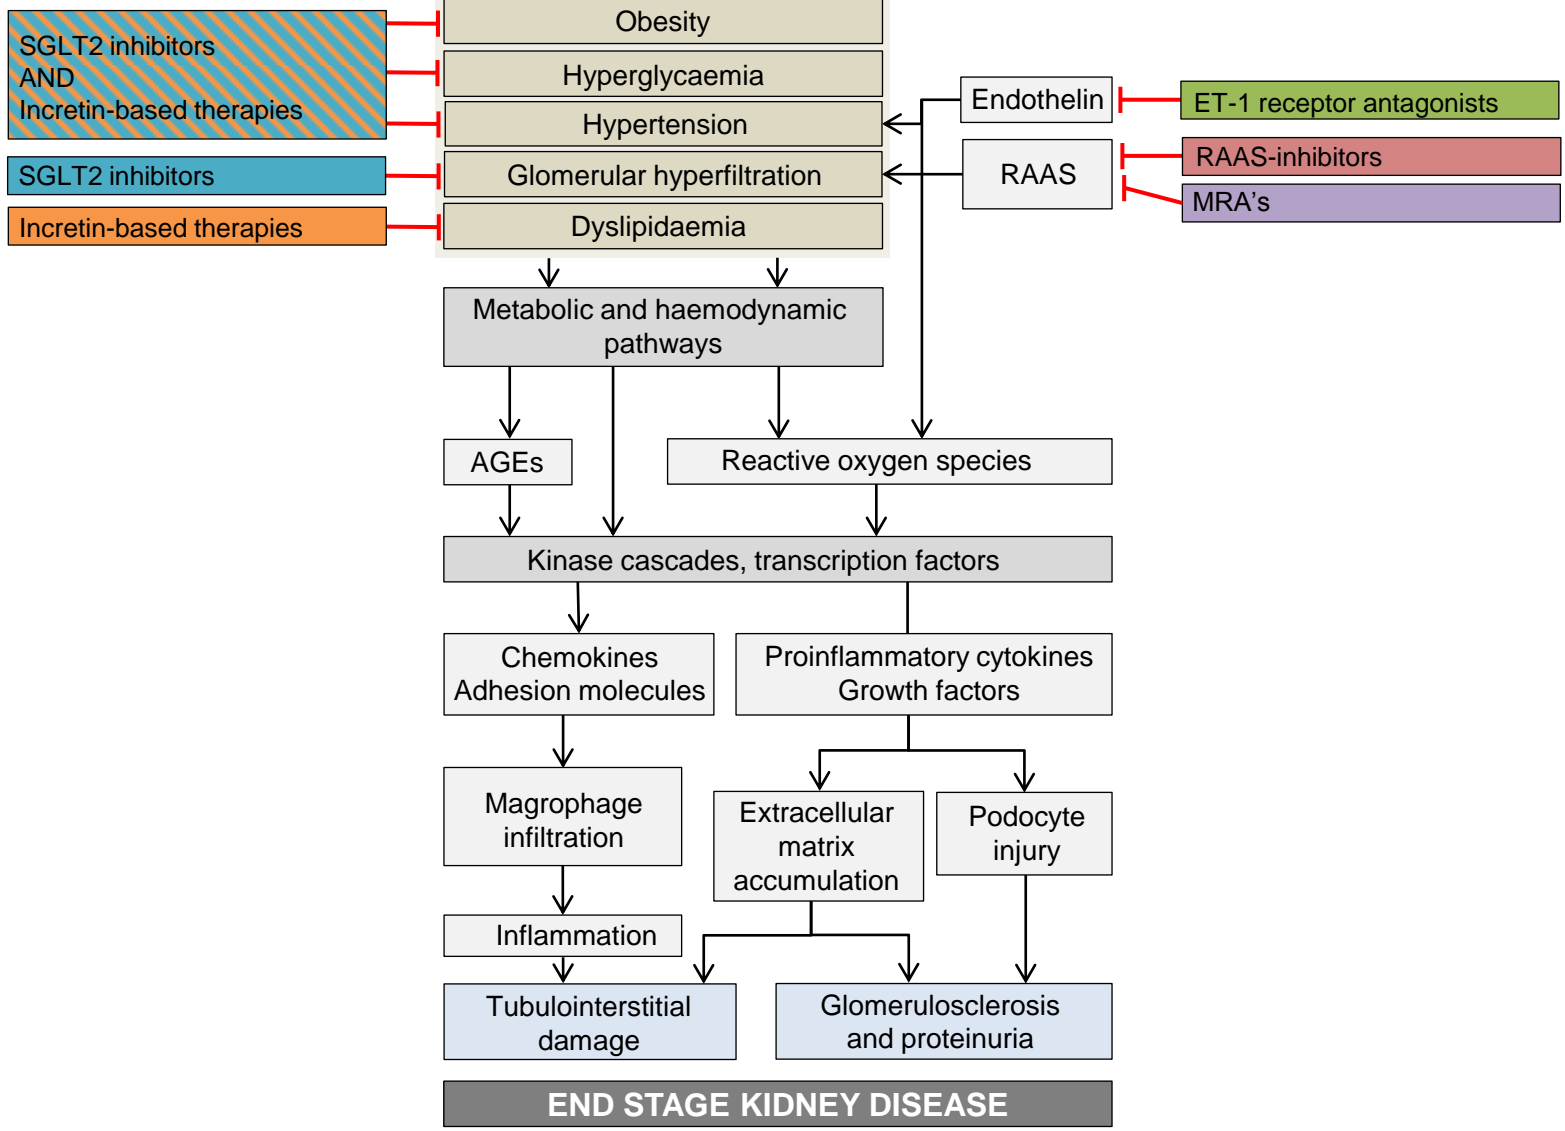 SGLT2 inhibitors
AND
Incretin-based therapies
SGLT2 inhibitors
Incretin-based therapies
Obesity
Hyperglycaemia
Hypertension
Glomerular hyperfiltration
Dyslipidaemia
Endothelin
RAAS
ET-1 receptor antagonists
RAAS-inhibitors
MRA's
Metabolic and haemodynamic
pathways
AGEs
Reactive oxygen species
Kinase cascades, transcription factors
Chemokines
Adhesion molecules
Proinflammatory cytokines
Growth factors
Magrophage
infiltration
Extracellular
matrix
accumulation
Podocyte
injury
Inflammation
Tubulointerstitial
damage
Glomerulosclerosis
and proteinuria
END STAGE KIDNEY DISEASE